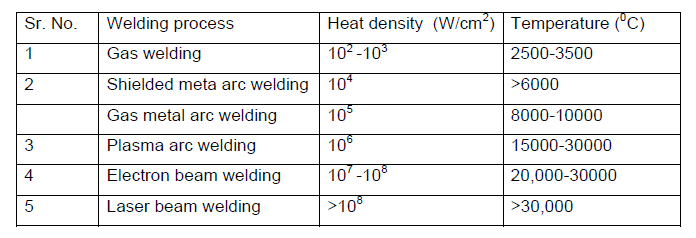 Sr. No. Welding process Heat density (W/cm²) Temperature (⁰C)
1 Gas welding 10² -10³ 2500-3500
2 Shielded meta arc welding 10⁴ >6000
Gas metal arc welding 10⁵ 8000-10000
3 Plasma arc welding 10⁶ 15000-30000
4 Electron beam welding 10⁷ -10⁸ 20,000-30000
5 Laser beam welding >10⁸ >30,000